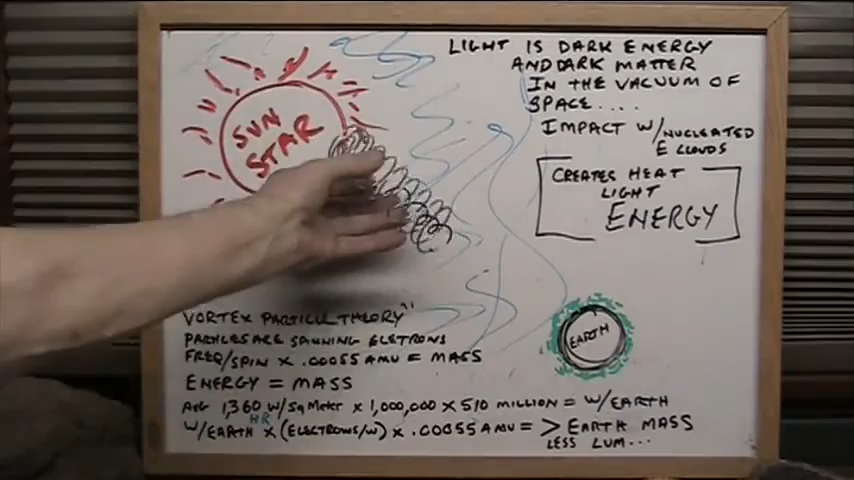 LIGHT IS DARK ENERGY
AND DARK MATTER
IN THE VACUUM OF
SPACE....
IMPACT W/NUCLEATED
E CLOUDS
CREATES HEAT
LIGHT
ENERGY
SUN
STAR
EARTH
VORTEX PARTICLE THEORY"
PARTICLES ARE SPINNING ELETRONS
FREQ/SPIN X .00055 AMU = MASS
ENERGY = MASS
AVG 1,360 W/SQ METER X 1,000,000 X 510 MILLION = W/EARTH
HR
W/EARTH X (ELECTRONS/W) X .00055 AMU = > EARTH MASS
LESS LUM...